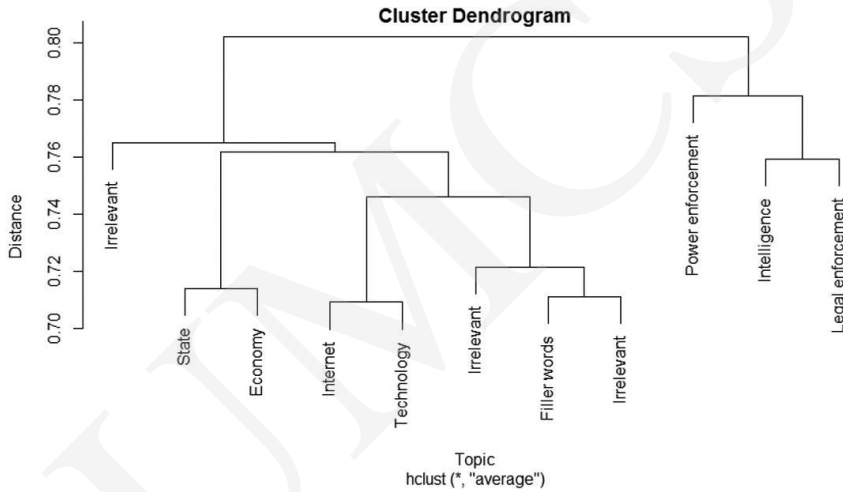 Cluster Dendrogram
0.80
0.78
0.76
0.74
0.72
0.70
Distance
Irrelevant
State
Economy
Internet
Technology
Irrelevant
Filler words
Irrelevant
Power enforcement
Intelligence
Legal enforcement
Topic
hclust (*, "average")
UMCS